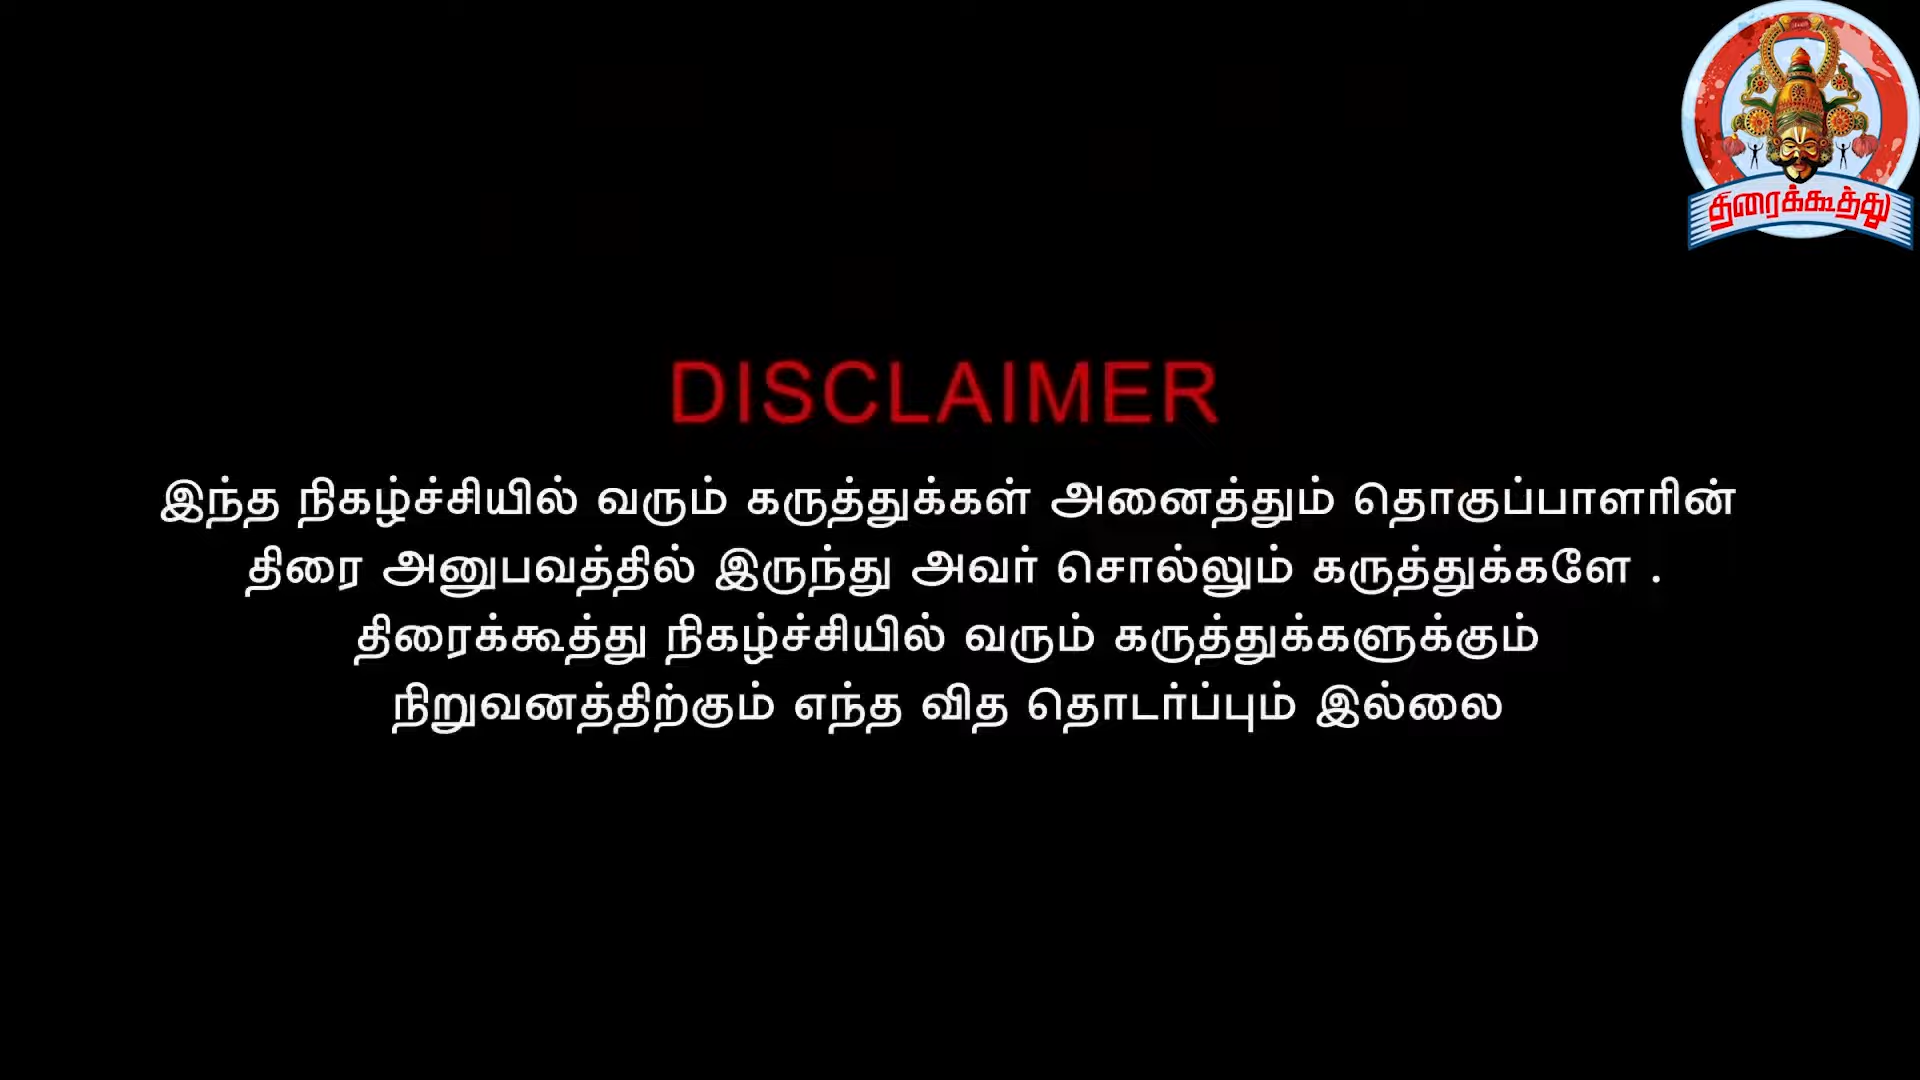 திரைக்கூத்து
DISCLAIMER
இந்த நிகழ்ச்சியில் வரும் கருத்துக்கள் அனைத்தும் தொகுப்பாளரின்
திரை அனுபவத்தில் இருந்து அவர் சொல்லும் கருத்துக்களே .
திரைக்கூத்து நிகழ்ச்சியில் வரும் கருத்துக்களுக்கும்
நிறுவனத்திற்கும் எந்த வித தொடர்ப்பும் இல்லை